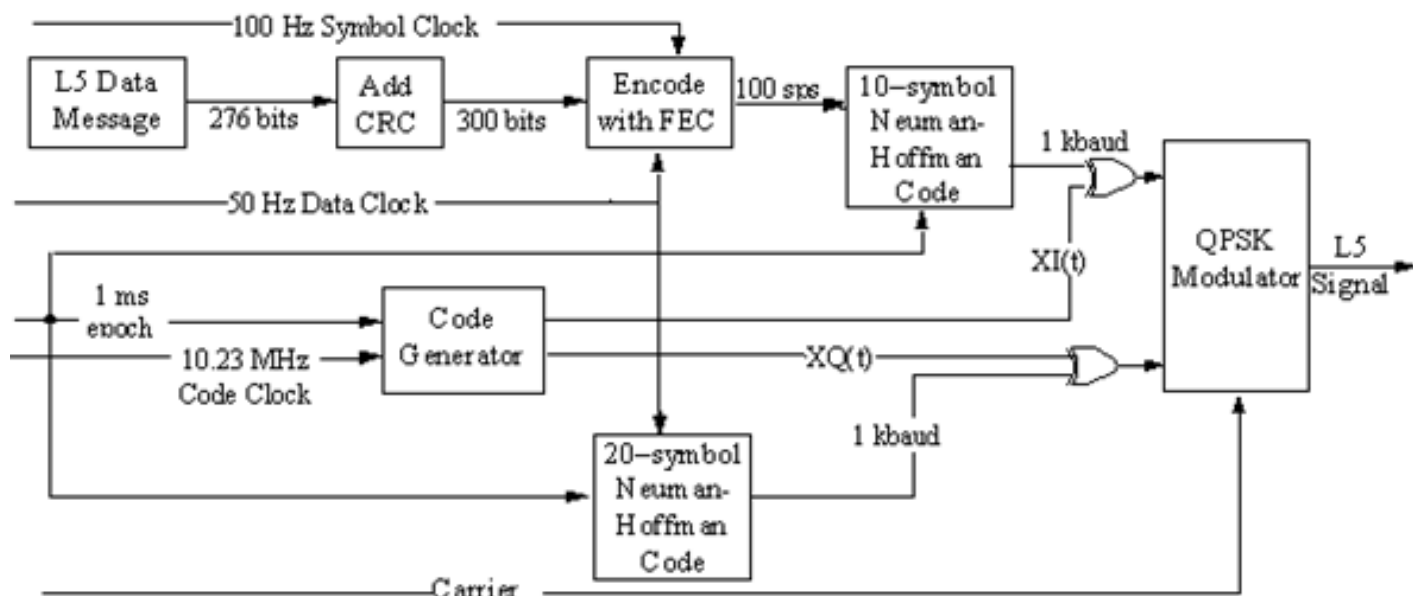 100 Hz Symbol Clock
L5 Data
Message
276 bits
Add
CRC
300 bits
Encode
with FEC
100 sps
10-symbol
Neuman-
Hoffman
Code
1 kbaud
50 Hz Data Clock
XI(t)
QPSK
Modulator
L5
Signal
1 ms
epoch
10.23 MHz
Code Clock
Code
Generator
XQ(t)
1 kbaud
20-symbol
Neuman-
Hoffman
Code
Carrier